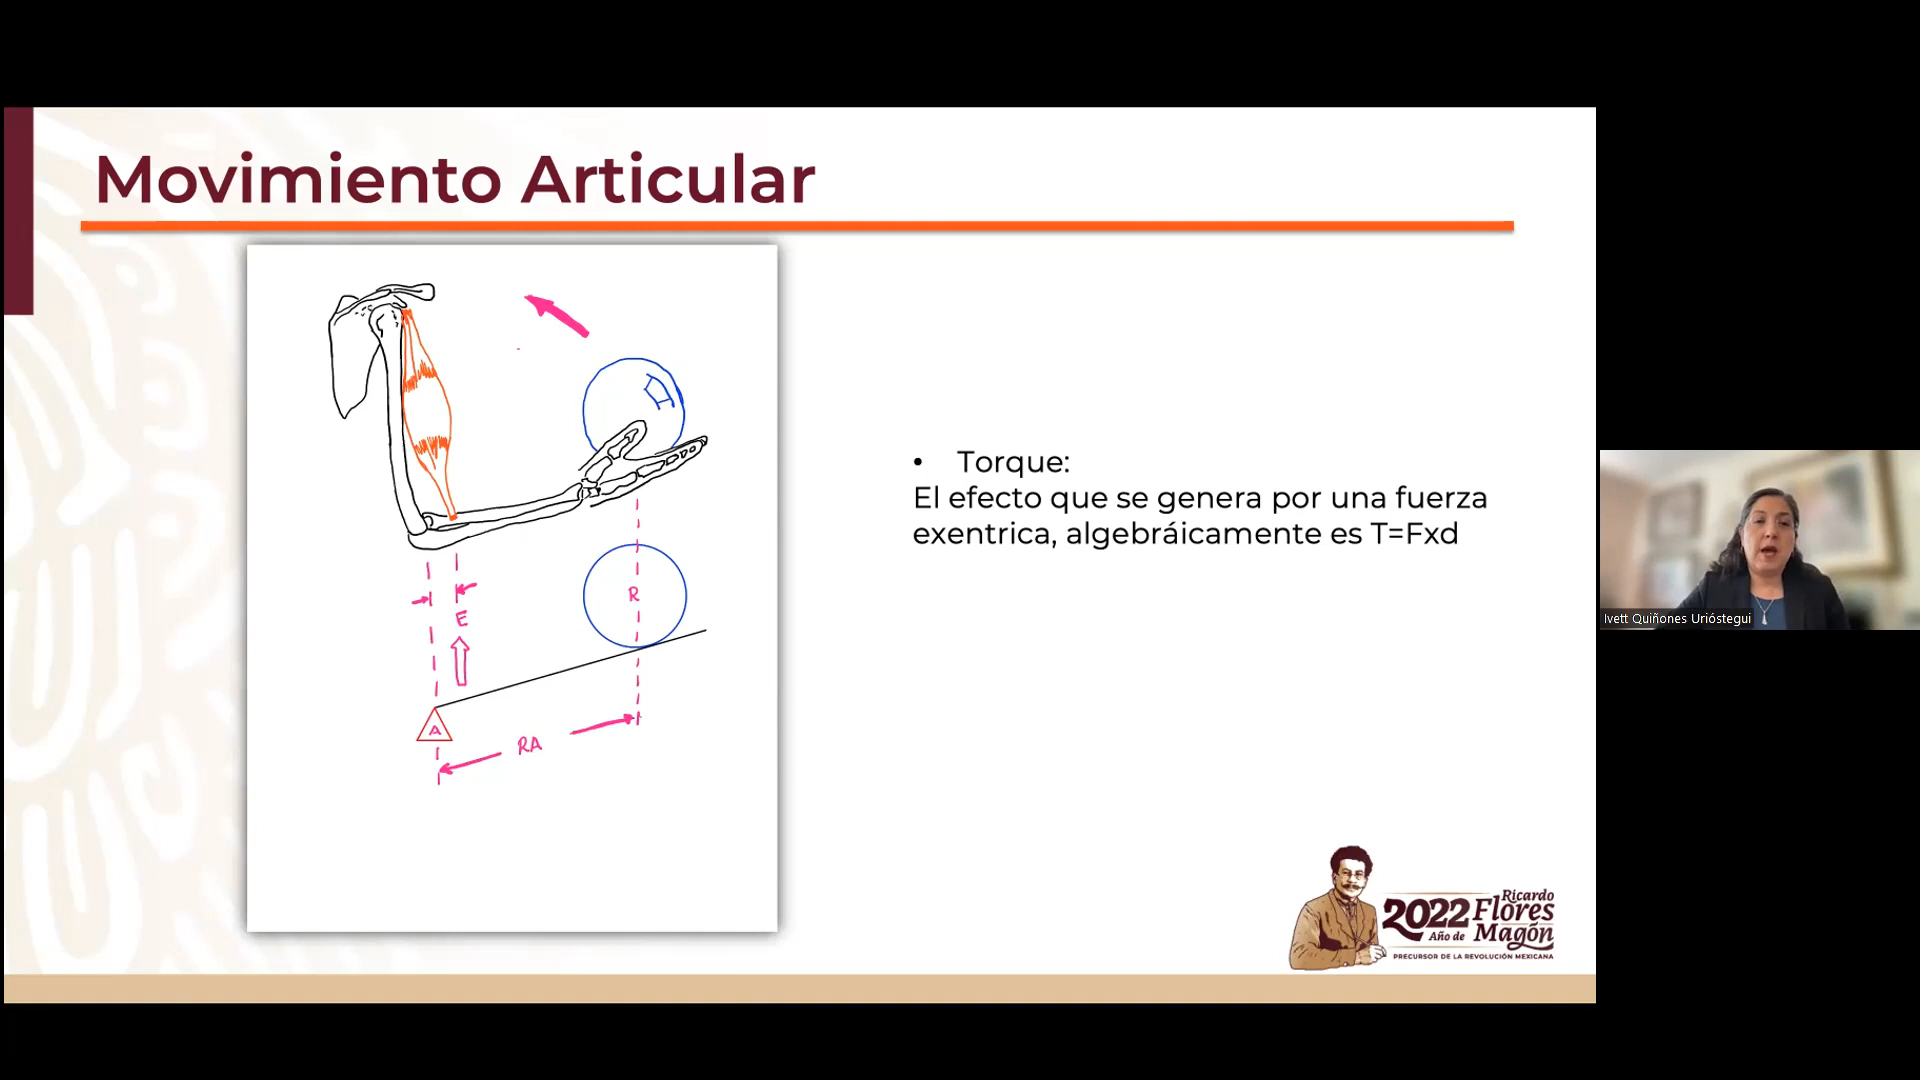 Movimiento Articular
• Torque:
El efecto que se genera por una fuerza
exentrica, algebráicamente es T=Fxd
R
E
A
RA
2022
Año de
Ricardo
Flores
Magón
PRECURSOR DE LA REVOLUCIÓN MEXICANA
Ivett Quiñones Urióstegui